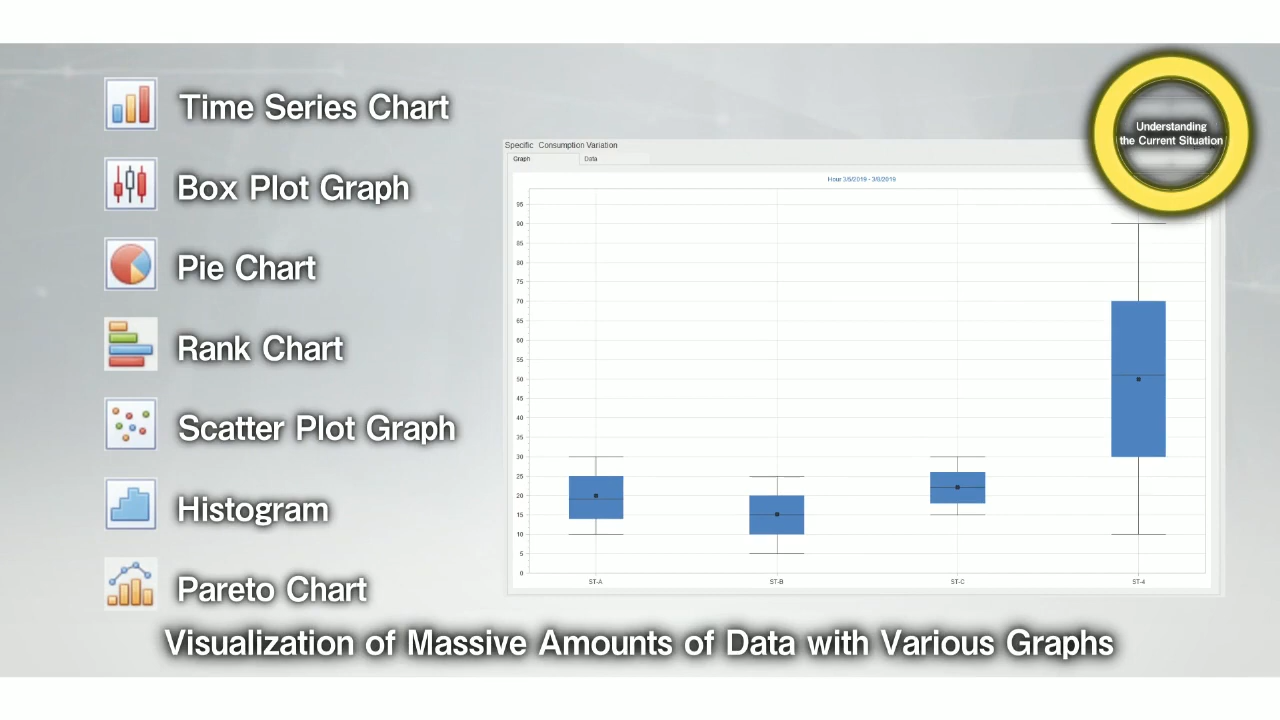 Time Series Chart
Box Plot Graph
Pie Chart
Rank Chart
Scatter Plot Graph
Histogram
Pareto Chart
Understanding
the Current Situation
Specific Consumption Variation
Graph Data
Hour 3/5/2019 - 3/6/2019
95
90
85
80
75
70
65
60
55
50
45
40
35
30
25
20
15
10
5
0
ST-A ST-B ST-C ST-4
Visualization of Massive Amounts of Data with Various Graphs